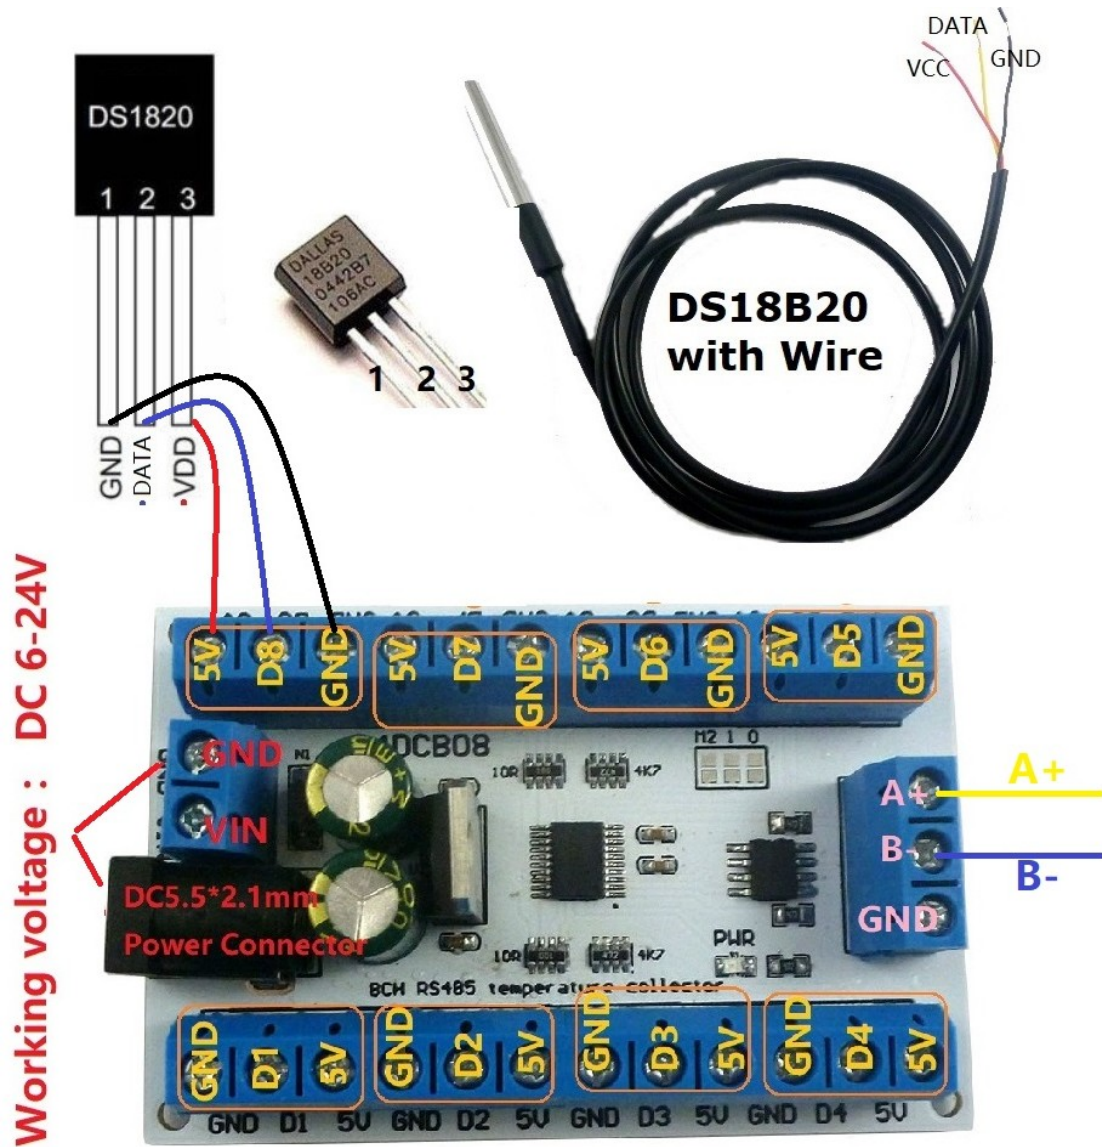 DATA
VCC
GND
DS1820
1 2 3
DALLAS
18B20
0442B7
106AC
1 2 3
DS18B20
with Wire
GND
DATA
VDD
Working voltage : DC 6-24V
5V D8 GND
5V D7 GND
5V D6 GND
5V D5 GND
GND
VIN
N1
ADCB08
10R
4K7
M2 1 0
A+
B-
GND
A+
B-
DC5.5*2.1mm
Power Connector
10R
4K7
PWR
8CH RS485 temperature collector
GND D1 5V
GND D2 5V
GND D3 5V
GND D4 5V
GND D1 5V GND D2 5V GND D3 5V GND D4 5V